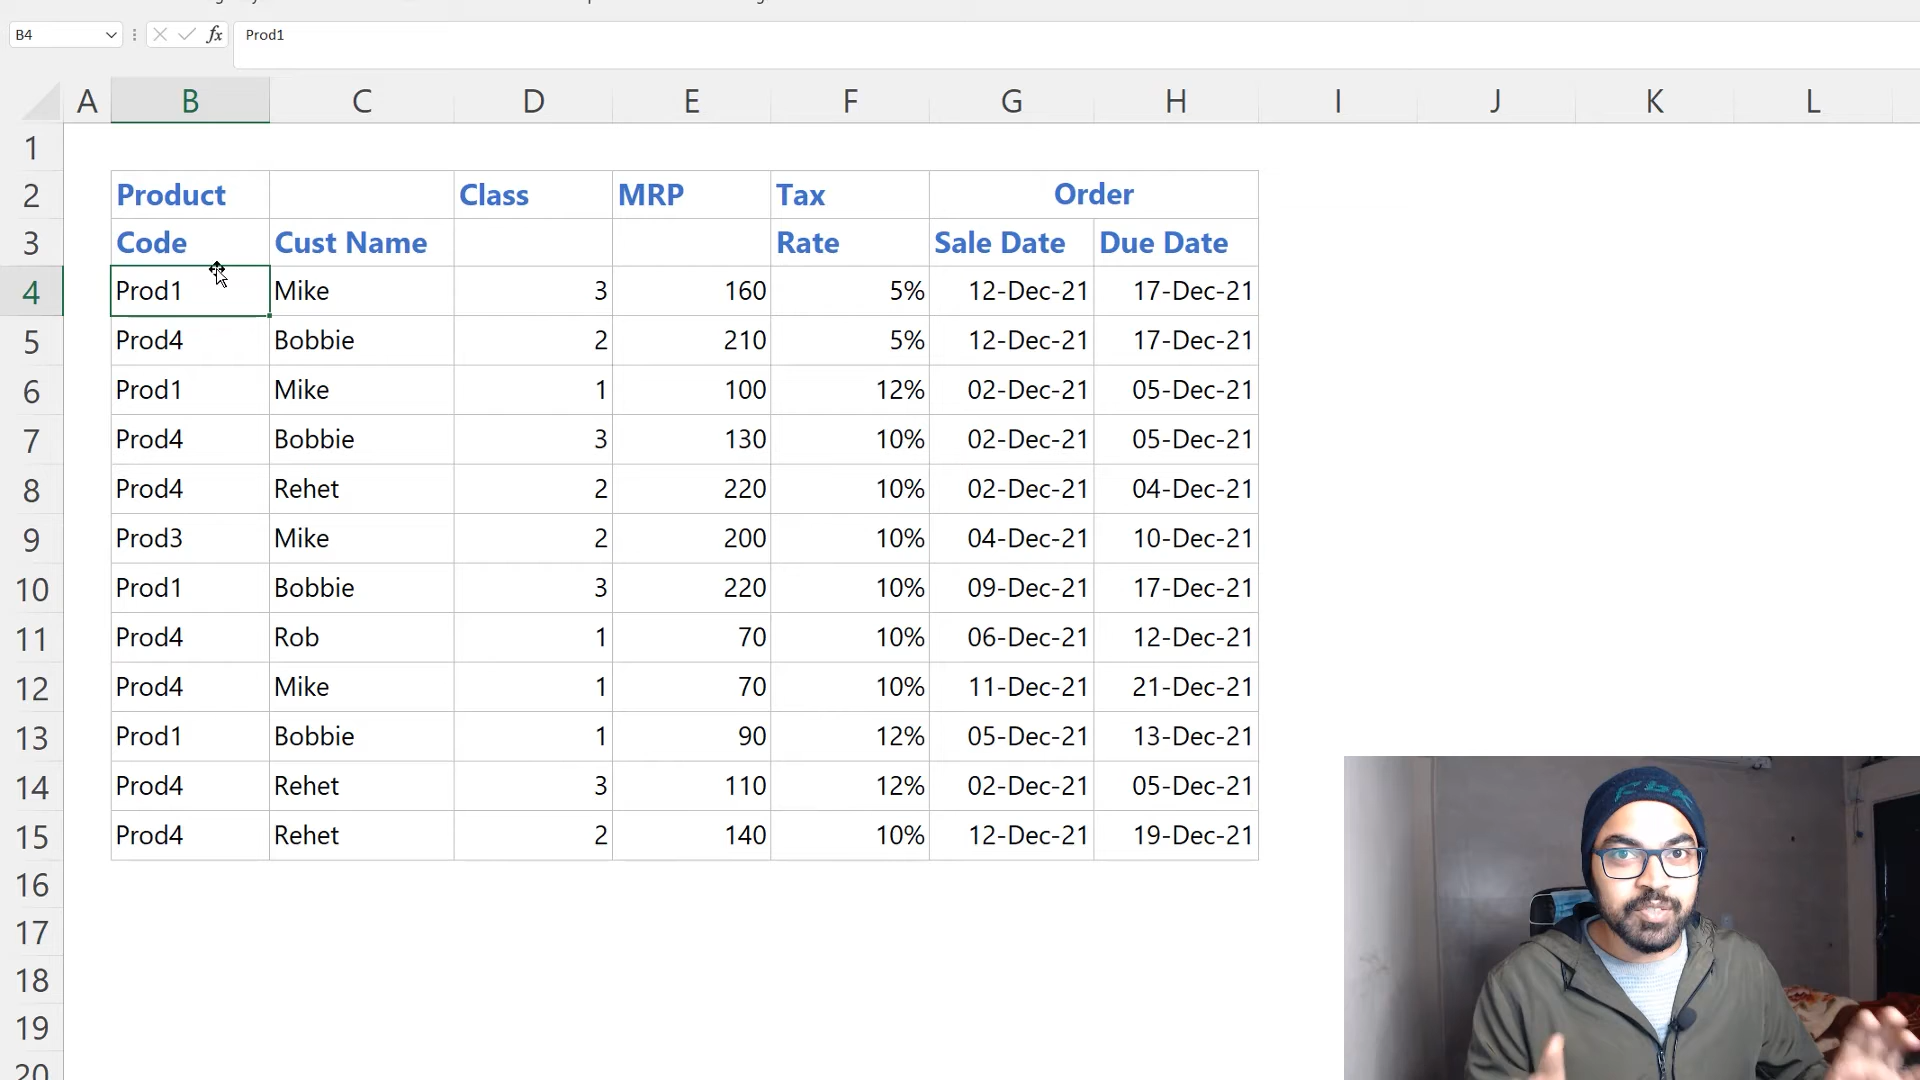 B4 fx Prod1
A B C D E F G H I J K L
1
2 Product Class MRP Tax Order
3 Code Cust Name Rate Sale Date Due Date
4 Prod1 Mike 3 160 5% 12-Dec-21 17-Dec-21
5 Prod4 Bobbie 2 210 5% 12-Dec-21 17-Dec-21
6 Prod1 Mike 1 100 12% 02-Dec-21 05-Dec-21
7 Prod4 Bobbie 3 130 10% 02-Dec-21 05-Dec-21
8 Prod4 Rehet 2 220 10% 02-Dec-21 04-Dec-21
9 Prod3 Mike 2 200 10% 04-Dec-21 10-Dec-21
10 Prod1 Bobbie 3 220 10% 09-Dec-21 17-Dec-21
11 Prod4 Rob 1 70 10% 06-Dec-21 12-Dec-21
12 Prod4 Mike 1 70 10% 11-Dec-21 21-Dec-21
13 Prod1 Bobbie 1 90 12% 05-Dec-21 13-Dec-21
14 Prod4 Rehet 3 110 12% 02-Dec-21 05-Dec-21
15 Prod4 Rehet 2 140 10% 12-Dec-21 19-Dec-21
16
17
18
19
20